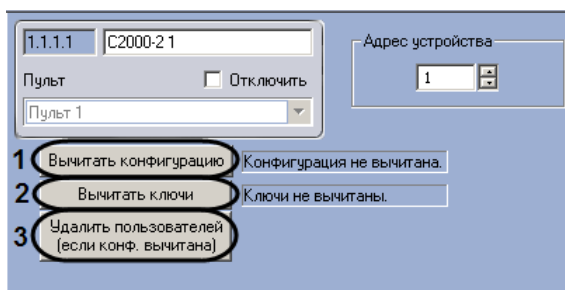 1.1.1.1 С2000-2 1
Адрес устройства
Пульт Отключить
1
Пульт 1
1 Вычитать конфигурацию Конфигурация не вычитана.
2 Вычитать ключи Ключи не вычитаны.
3 Удалить пользователей
(если конф. вычитана)